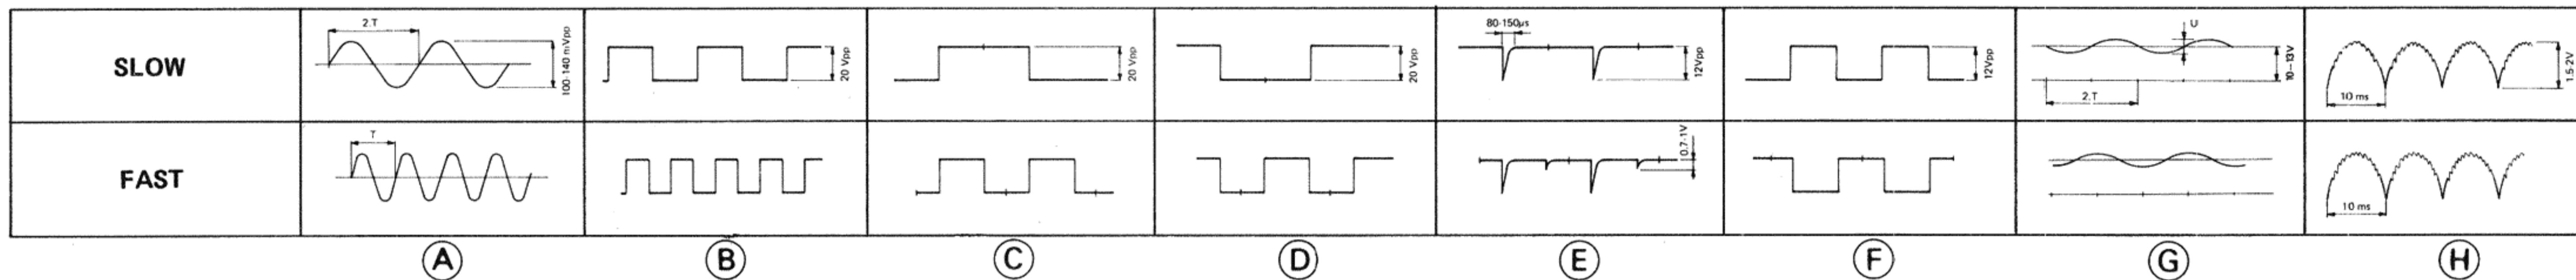 SLOW
2.T
100-140 mVpp
20 Vpp
20 Vpp
20 Vpp
80-150µs
12Vpp
12Vpp
U
10-13V
2.T
10 ms
1.5-2V
FAST
T
0.7-1V
10 ms
A B C D E F G H